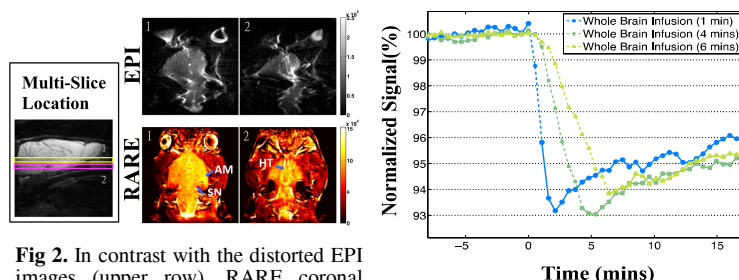 Multi-Slice
Location
1
2
EPI
1
2
2.5
2
1.5
1
0.5
0
RARE
1
2
AM
SN
HT
15
10
5
0
Fig 2. In contrast with the distorted EPI
images (upper row), RARE coronal
Normalized Signal(%)
100
99
98
97
96
95
94
93
−5
0
5
10
15
Time (mins)
Whole Brain Infusion (1 min)
Whole Brain Infusion (4 mins)
Whole Brain Infusion (6 mins)